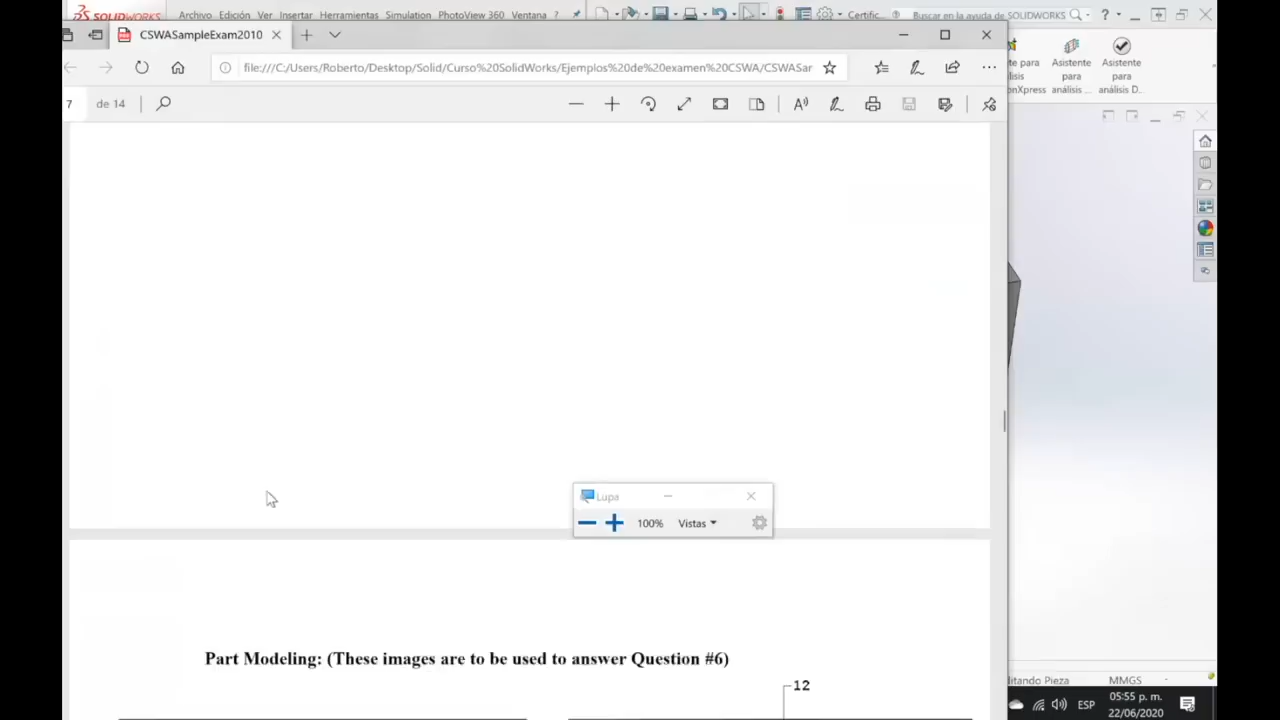 SOLIDWORKS Archivo Edición Ver Insertar Herramientas Simulation PhotoView 360 Ventana ? Certific... Buscar en la ayuda de SOLIDWORKS ?
CSWASampleExam2010
file:///C:/Users/Roberto/Desktop/Solid/Curso%20SolidWorks/Ejemplos%20de%20examen%20CSWA/CSWASar
7 de 14
Asistente para análisis ...
Asistente para análisis D...
Lupa
100% Vistas
Part Modeling: (These images are to be used to answer Question #6)
12
MMGS
ESP
05:55 p. m.
22/06/2020